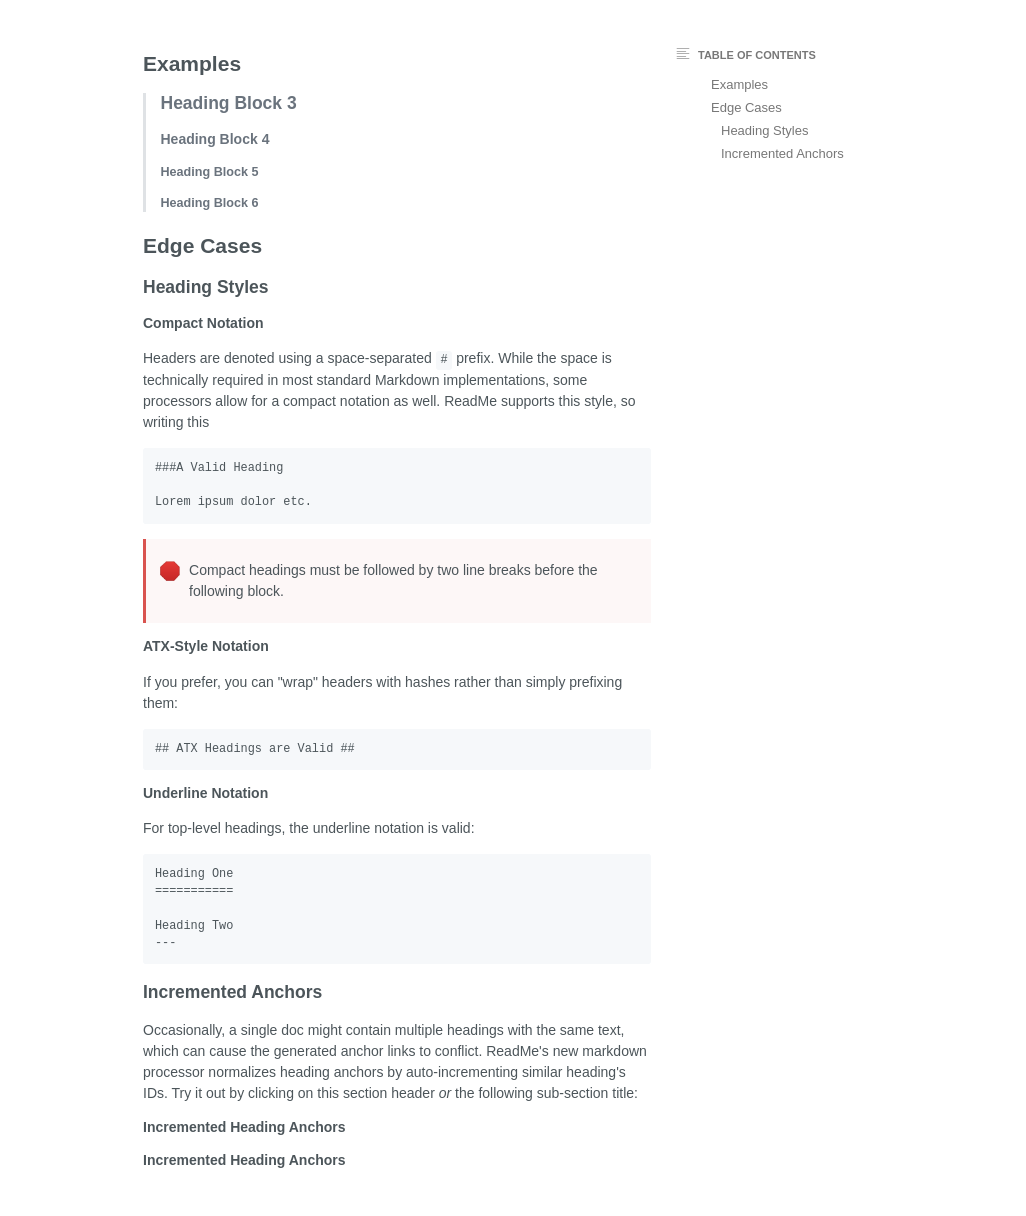 Examples
Heading Block 3
Heading Block 4
Heading Block 5
Heading Block 6
Edge Cases
Heading Styles
Compact Notation
Headers are denoted using a space-separated # prefix. While the space is
technically required in most standard Markdown implementations, some
processors allow for a compact notation as well. ReadMe supports this style, so
writing this
###A Valid Heading
Lorem ipsum dolor etc.
Compact headings must be followed by two line breaks before the
following block.
ATX-Style Notation
If you prefer, you can "wrap" headers with hashes rather than simply prefixing
them:
## ATX Headings are Valid ##
Underline Notation
For top-level headings, the underline notation is valid:
Heading One
===========
Heading Two
---
Incremented Anchors
Occasionally, a single doc might contain multiple headings with the same text,
which can cause the generated anchor links to conflict. ReadMe's new markdown
processor normalizes heading anchors by auto-incrementing similar heading's
IDs. Try it out by clicking on this section header or the following sub-section title:
Incremented Heading Anchors
Incremented Heading Anchors
TABLE OF CONTENTS
Examples
Edge Cases
Heading Styles
Incremented Anchors